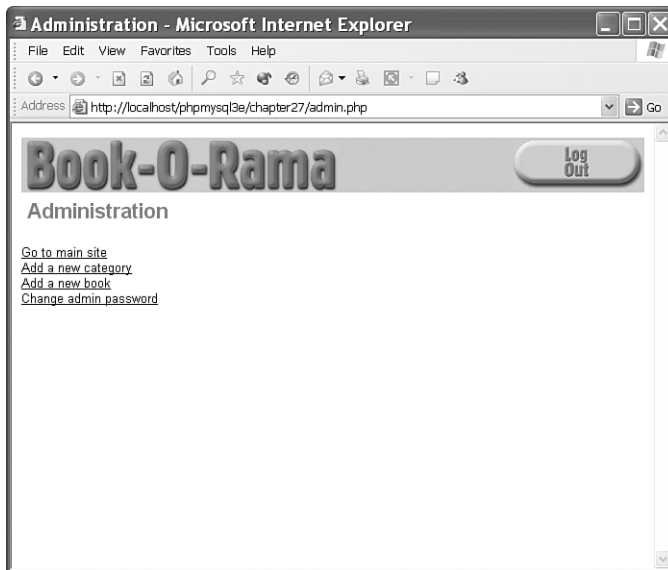 Administration - Microsoft Internet Explorer
File Edit View Favorites Tools Help
Address http://localhost/phpmysql3e/chapter27/admin.php Go
Book-O-Rama
Log
Out
Administration
Go to main site
Add a new category
Add a new book
Change admin password